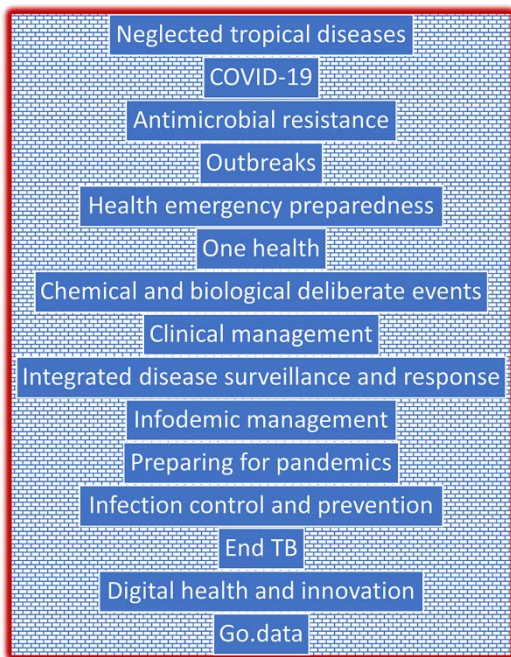 Neglected tropical diseases
COVID-19
Antimicrobial resistance
Outbreaks
Health emergency preparedness
One health
Chemical and biological deliberate events
Clinical management
Integrated disease surveillance and response
Infodemic management
Preparing for pandemics
Infection control and prevention
End TB
Digital health and innovation
Go.data